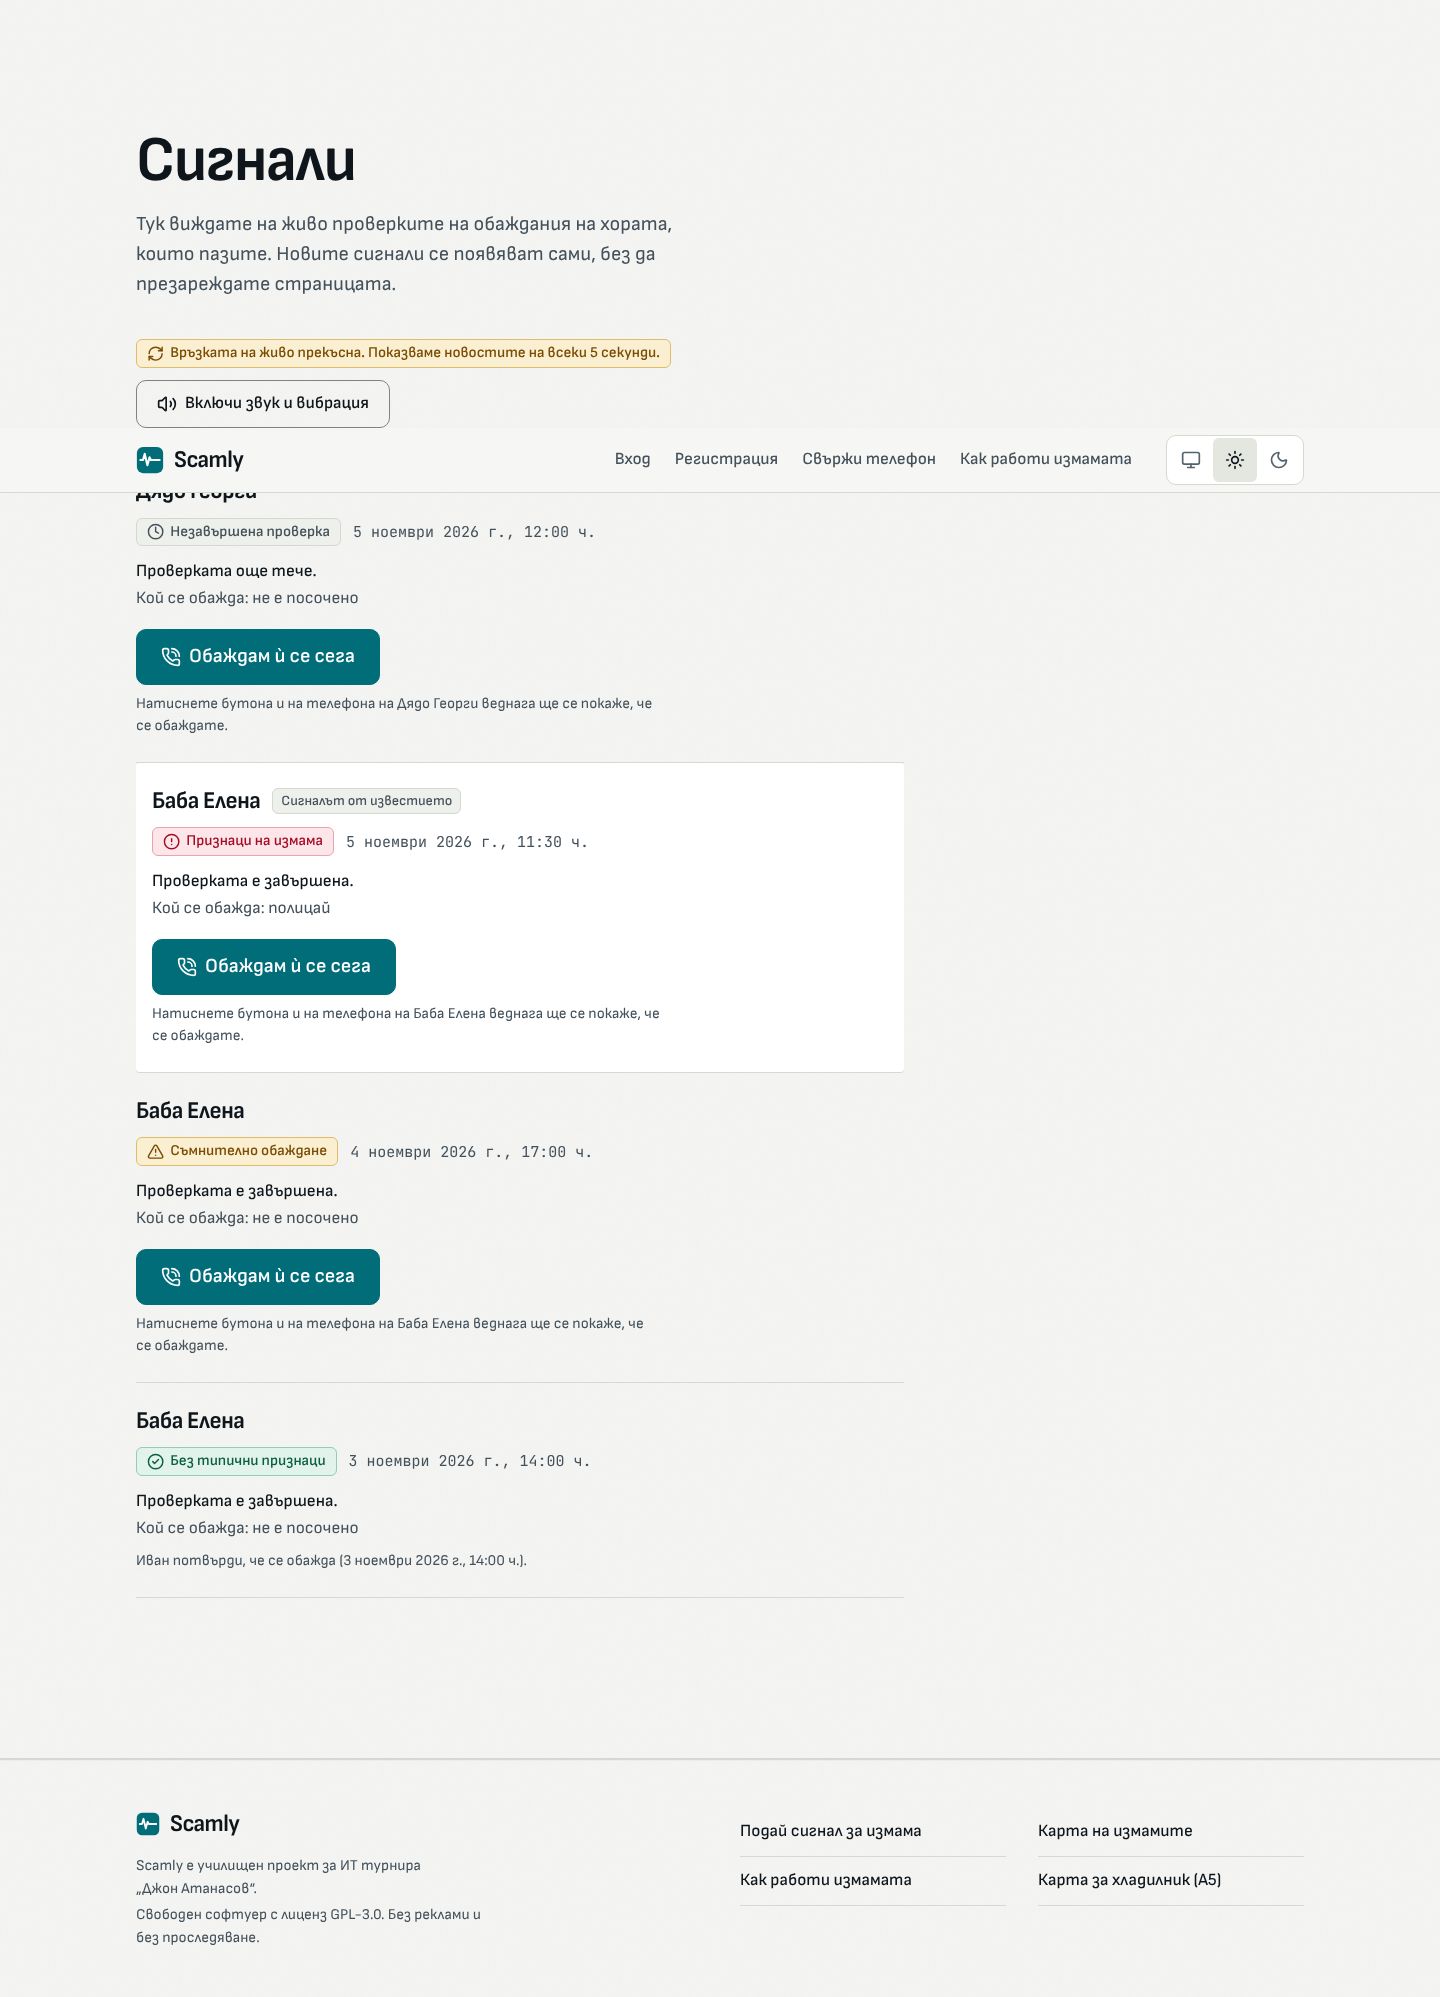 Сигнали
Тук виждате на живо проверките на обаждания на хората,
които пазите. Новите сигнали се появяват сами, без да
презареждате страницата.
Връзката на живо прекъсна. Показваме новостите на всеки 5 секунди.
Включи звук и вибрация
Scamly
Вход
Регистрация
Свържи телефон
Как работи измамата
Дядо Георги
Незавършена проверка
5 ноември 2026 г., 12:00 ч.
Проверката още тече.
Кой се обажда: не е посочено
Обаждам ѝ се сега
Натиснете бутона и на телефона на Дядо Георги веднага ще се покаже, че
се обаждате.
Баба Елена
Сигналът от известието
Признаци на измама
5 ноември 2026 г., 11:30 ч.
Проверката е завършена.
Кой се обажда: полицай
Обаждам ѝ се сега
Натиснете бутона и на телефона на Баба Елена веднага ще се покаже, че
се обаждате.
Баба Елена
Съмнително обаждане
4 ноември 2026 г., 17:00 ч.
Проверката е завършена.
Кой се обажда: не е посочено
Обаждам ѝ се сега
Натиснете бутона и на телефона на Баба Елена веднага ще се покаже, че
се обаждате.
Баба Елена
Без типични признаци
3 ноември 2026 г., 14:00 ч.
Проверката е завършена.
Кой се обажда: не е посочено
Иван потвърди, че се обажда (3 ноември 2026 г., 14:00 ч.).
Scamly
Scamly е училищен проект за ИТ турнира
„Джон Атанасов“.
Свободен софтуер с лиценз GPL-3.0. Без реклами и
без проследяване.
Подай сигнал за измама
Карта на измамите
Как работи измамата
Карта за хладилник (А5)